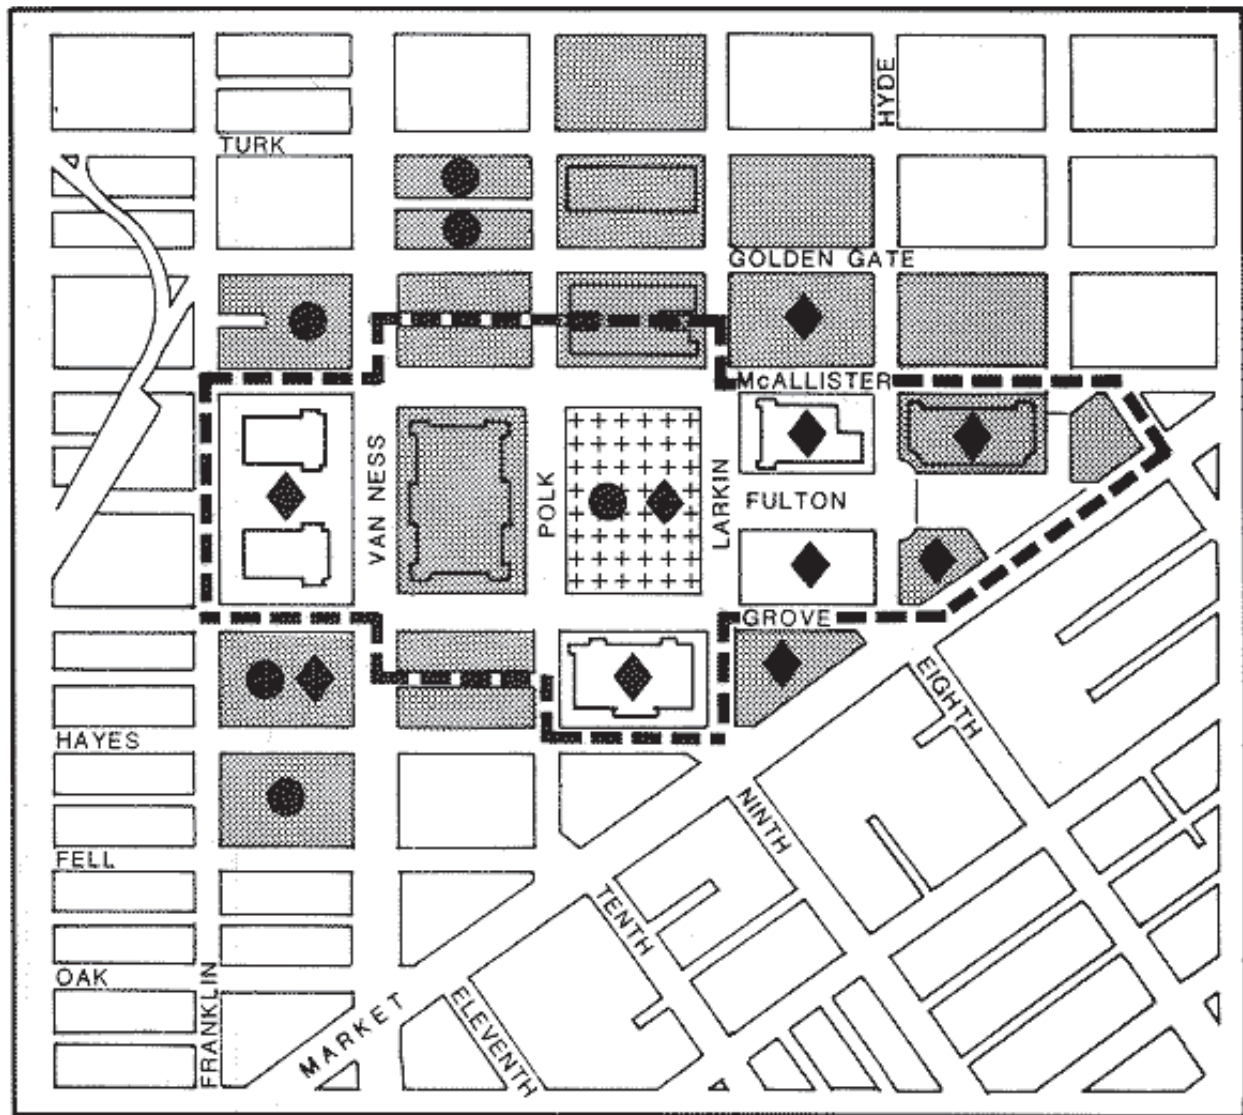 HYDE
TURK
GOLDEN GATE
McALLISTER
VAN NESS
POLK
LARKIN
FULTON
GROVE
EIGHTH
HAYES
NINTH
FELL
TENTH
OAK
FRANKLIN
MARKET
ELEVENTH